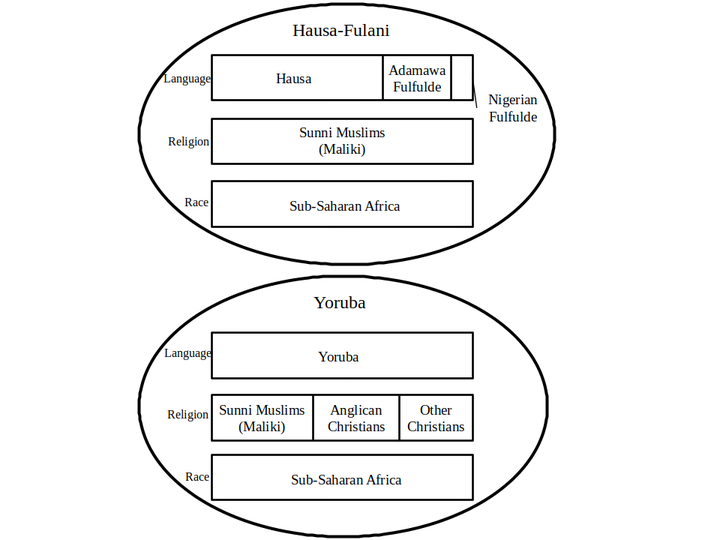 Hausa-Fulani
Language
Hausa
Adamawa
Fulfulde
Nigerian
Fulfulde
Religion
Sunni Muslims
(Maliki)
Race
Sub-Saharan Africa
Yoruba
Language
Yoruba
Religion
Sunni Muslims
(Maliki)
Anglican
Christians
Other
Christians
Race
Sub-Saharan Africa